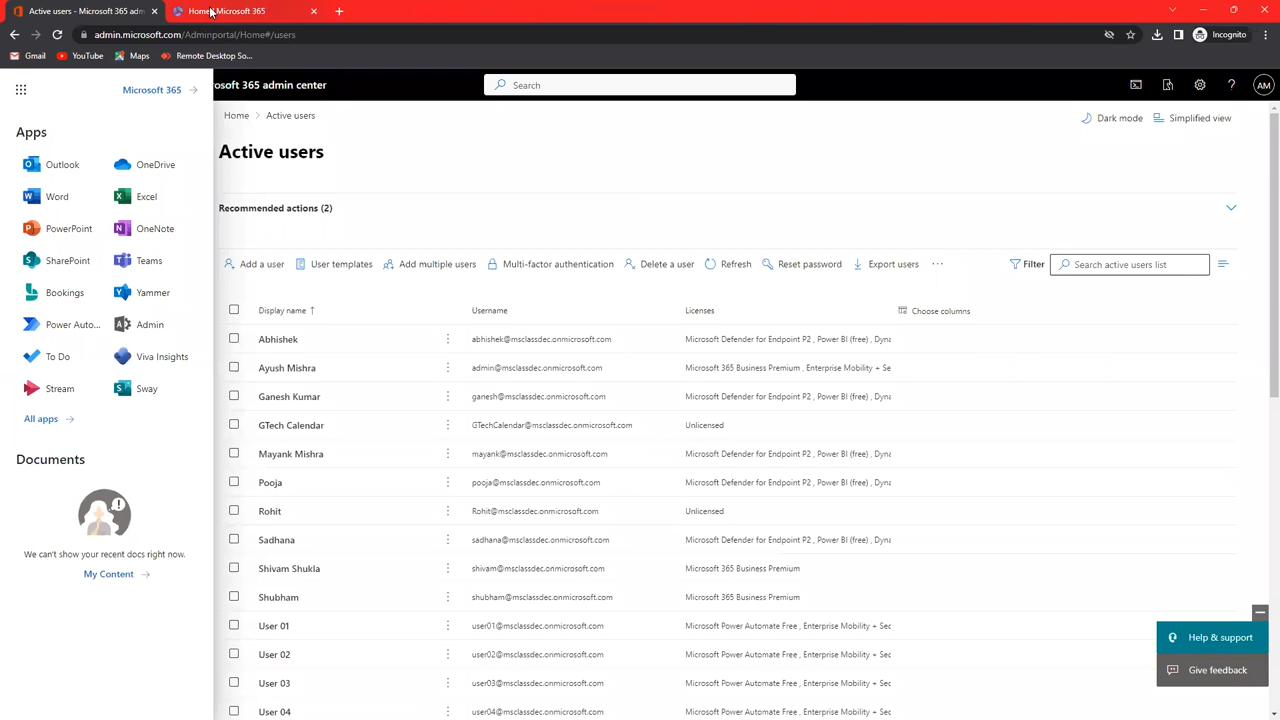 Active users - Microsoft 365 adm
Home | Microsoft 365
admin.microsoft.com/Adminportal/Home#/users
Incognito
Gmail
YouTube
Maps
Remote Desktop So...
Microsoft 365
osoft 365 admin center
Search
AM
Home > Active users
Dark mode
Simplified view
Apps
Active users
Outlook
OneDrive
Word
Excel
PowerPoint
OneNote
SharePoint
Teams
Bookings
Yammer
Power Auto...
Admin
To Do
Viva Insights
Stream
Sway
All apps
Documents
We can't show your recent docs right now.
My Content
Recommended actions (2)
Add a user
User templates
Add multiple users
Multi-factor authentication
Delete a user
Refresh
Reset password
Export users
Filter
Search active users list
Display name ↑ Username Licenses Choose columns
Abhishek abhishek@msclassdec.onmicrosoft.com Microsoft Defender for Endpoint P2 , Power BI (free) , Dyna
Ayush Mishra admin@msclassdec.onmicrosoft.com Microsoft 365 Business Premium , Enterprise Mobility + Se
Ganesh Kumar ganesh@msclassdec.onmicrosoft.com Microsoft Defender for Endpoint P2 , Power BI (free) , Dyna
GTech Calendar GTechCalendar@msclassdec.onmicrosoft.com Unlicensed
Mayank Mishra mayank@msclassdec.onmicrosoft.com Microsoft Defender for Endpoint P2 , Power BI (free) , Dyna
Pooja pooja@msclassdec.onmicrosoft.com Microsoft Defender for Endpoint P2 , Power BI (free) , Dyna
Rohit Rohit@msclassdec.onmicrosoft.com Unlicensed
Sadhana sadhana@msclassdec.onmicrosoft.com Microsoft Defender for Endpoint P2 , Power BI (free) , Dyna
Shivam Shukla shivam@msclassdec.onmicrosoft.com Microsoft 365 Business Premium
Shubham shubham@msclassdec.onmicrosoft.com Microsoft 365 Business Premium
User 01 user01@msclassdec.onmicrosoft.com Microsoft Power Automate Free , Enterprise Mobility + Sec
User 02 user02@msclassdec.onmicrosoft.com Microsoft Power Automate Free , Enterprise Mobility + Sec
User 03 user03@msclassdec.onmicrosoft.com Microsoft Power Automate Free , Enterprise Mobility + Sec
User 04 user04@msclassdec.onmicrosoft.com Microsoft Power Automate Free , Enterprise Mobility + Sec
Help & support
Give feedback